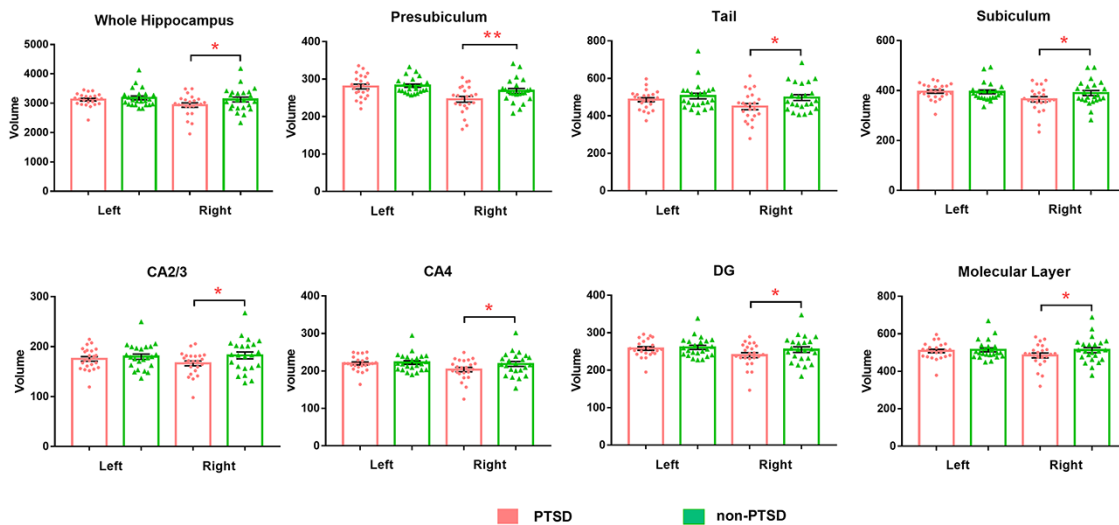 Whole Hippocampus
Presubiculum
Tail
Subiculum
Volume
5000
4000
3000
2000
1000
0
Left
Right
*
Volume
400
300
200
100
0
Left
Right
**
Volume
800
600
400
200
0
Left
Right
*
Volume
600
400
200
0
Left
Right
*
CA2/3
CA4
DG
Molecular Layer
Volume
300
200
100
0
Left
Right
*
Volume
400
300
200
100
0
Left
Right
*
Volume
400
300
200
100
0
Left
Right
*
Volume
800
600
400
200
0
Left
Right
*
PTSD
non-PTSD